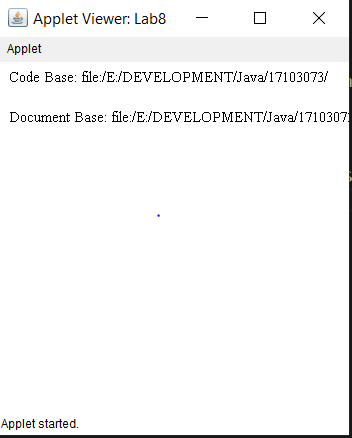 Applet Viewer: Lab8
Applet
Code Base: file:/E:/DEVELOPMENT/Java/17103073/
Document Base: file:/E:/DEVELOPMENT/Java/1710307
Applet started.